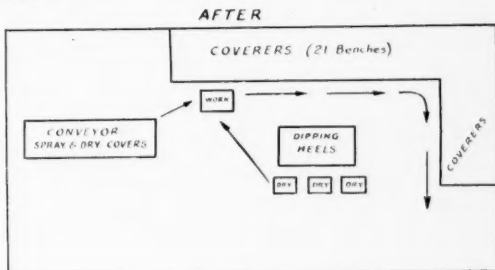 AFTER
COVERERS (21 Benches)
WORK
CONVEYOR
SPRAY & DRY COVERS
DIPPING
HEELS
COVERERS
DRY DRY DRY